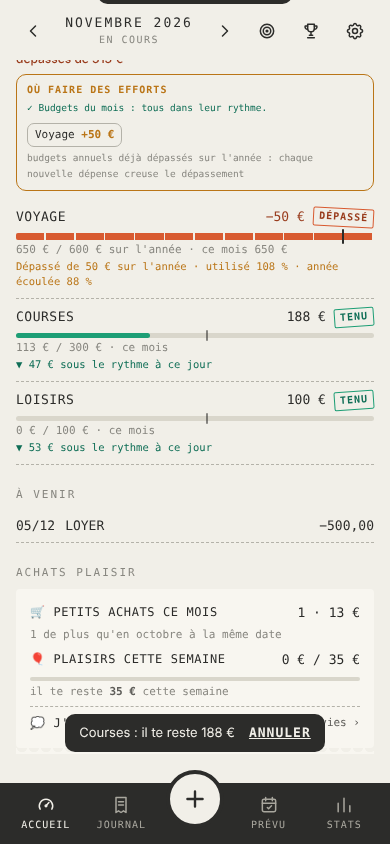 NOVEMBRE 2026
EN COURS
OÙ FAIRE DES EFFORTS
✓ Budgets du mois : tous dans leur rythme.
Voyage +50 €
budgets annuels déjà dépassés sur l'année : chaque
nouvelle dépense creuse le dépassement
VOYAGE −50 € DÉPASSÉ
650 € / 600 € sur l'année · ce mois 650 €
Dépassé de 50 € sur l'année · utilisé 108 % · année
écoulée 88 %
COURSES 188 € TENU
113 € / 300 € · ce mois
▼ 47 € sous le rythme à ce jour
LOISIRS 100 € TENU
0 € / 100 € · ce mois
▼ 53 € sous le rythme à ce jour
À VENIR
05/12 LOYER −500,00
ACHATS PLAISIR
🛒 PETITS ACHATS CE MOIS 1 · 13 €
1 de plus qu'en octobre à la même date
🎈 PLAISIRS CETTE SEMAINE 0 € / 35 €
il te reste 35 € cette semaine
Courses : il te reste 188 € ANNULER
ACCUEIL JOURNAL PRÉVU STATS